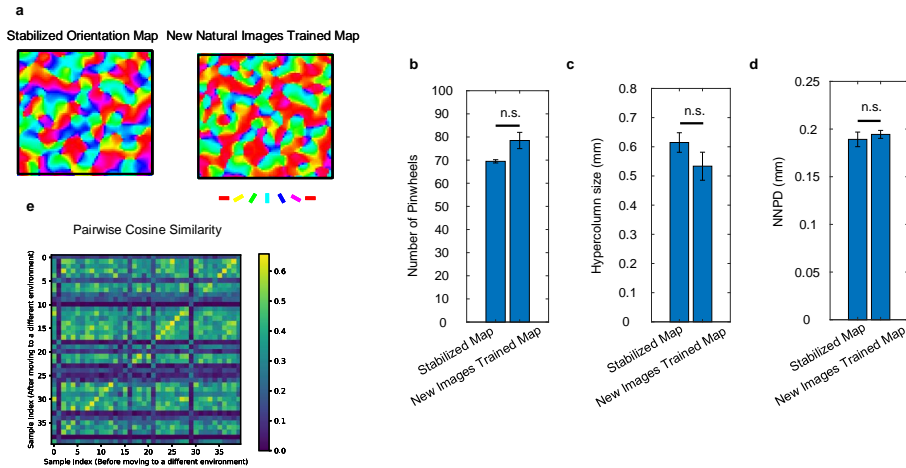 a
Stabilized Orientation Map
New Natural Images Trained Map
b
Number of Pinwheels
100
90
80
70
60
50
40
30
20
10
0
n.s.
Stabilized Map
New Images Trained Map
c
Hypercolumn size (mm)
0.8
0.7
0.6
0.5
0.4
0.3
0.2
0.1
0
n.s.
Stabilized Map
New Images Trained Map
d
NNPD (mm)
0.25
0.2
0.15
0.1
0.05
0
n.s.
Stabilized Map
New Images Trained Map
e
Pairwise Cosine Similarity
Sample Index (After moving to a different environment)
0
5
10
15
20
25
30
35
0 5 10 15 20 25 30 35
Sample Index (Before moving to a different environment)
0.6
0.5
0.4
0.3
0.2
0.1
0.0